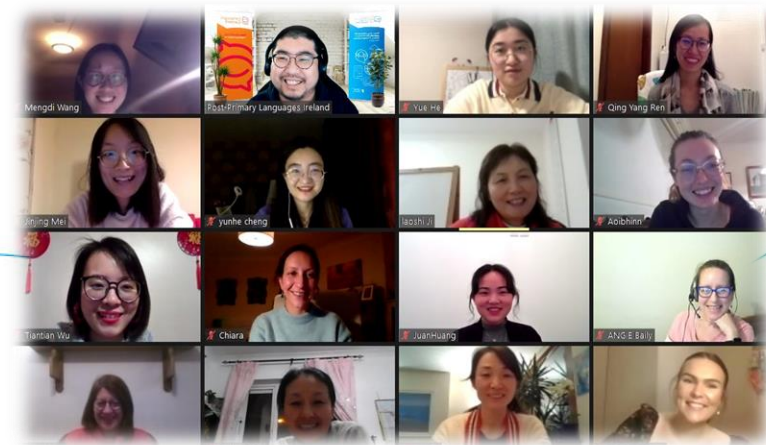 Mengdi Wang
Post-Primary Languages Ireland
Yue He
Qing Yang Ren
Jinjing Mei
yunhe cheng
laoshi Ji
Aoibhinn
Tiantian Wu
Chiara
JuanHuang
ANG E Baily